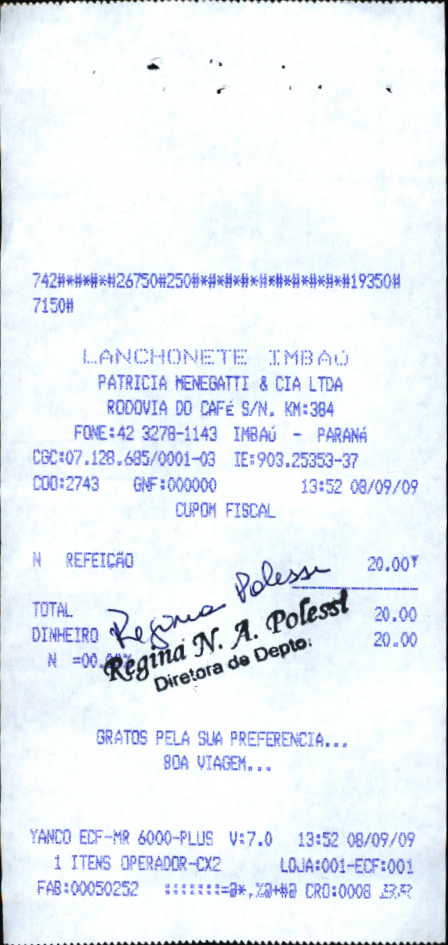 742#*#*#*#26750#250#*#*#*#*#*#*#*#*#*#*#19350#
7150#
LANCHONETE IMBAÚ
PATRICIA MENEGATTI & CIA LTDA
RODOVIA DO CAFé S/N. KM:384
FONE:42 3278-1143 IMBAÚ - PARANÁ
CGC:07.128.685/0001-03 IE:903.25353-37
COO:2743 GNF:000000 13:52 08/09/09
CUPOM FISCAL
N REFEIÇÃO 20.00T
TOTAL 20.00
DINHEIRO 20.00
N =00.
Regina Polessi
Regina N. A. Polessi
Diretora de Depto.
GRATOS PELA SUA PREFERENCIA...
BOA VIAGEM...
YANCO ECF-MR 6000-PLUS V:7.0 13:52 08/09/09
1 ITENS OPERADOR-CX2 LOJA:001-ECF:001
FAB:00050252 :::::::=@*,%@+#@ CRO:0008